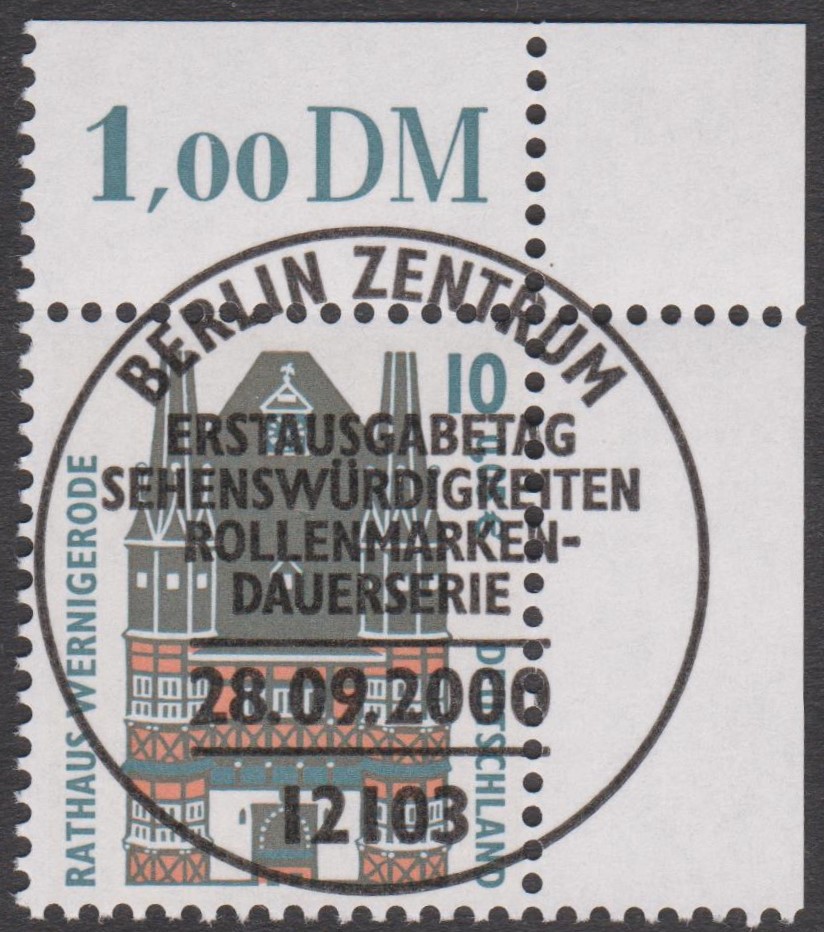 1,00 DM
BERLIN ZENTRUM
10
ERSTAUSGABETAG
SEHENSWÜRDIGKEITEN
ROLLENMARKEN-
DAUERSERIE
28.09.2000
12103
RATHAUS WERNIGERODE
DEUTSCHLAND